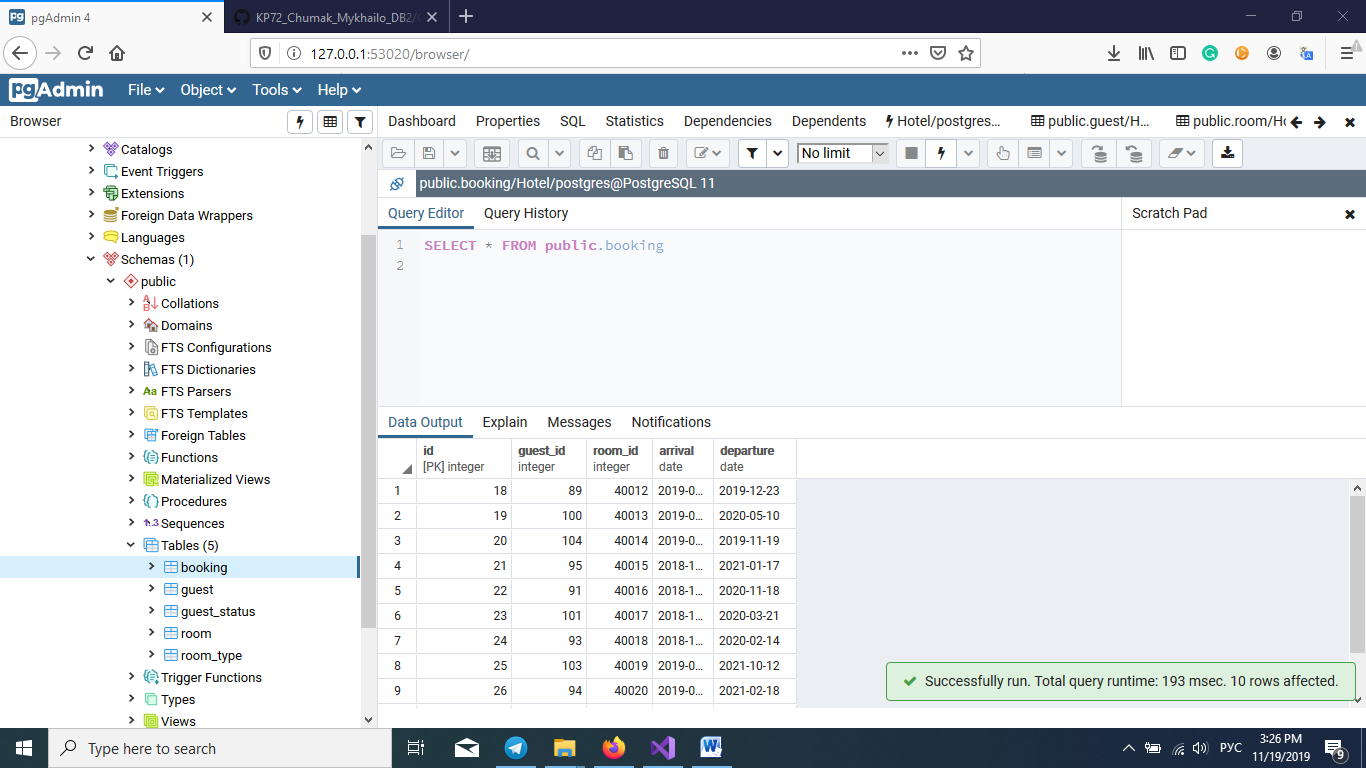 pgAdmin 4
KP72_Chumak_Mykhailo_DB2/
127.0.0.1:53020/browser/
pgAdmin File Object Tools Help
Browser
Dashboard Properties SQL Statistics Dependencies Dependents Hotel/postgres... public.guest/H... public.room/Ho
No limit
public.booking/Hotel/postgres@PostgreSQL 11
Query Editor Query History
Scratch Pad
1 SELECT * FROM public.booking
2
Catalogs
Event Triggers
Extensions
Foreign Data Wrappers
Languages
Schemas (1)
public
Collations
Domains
FTS Configurations
FTS Dictionaries
Aa FTS Parsers
FTS Templates
Foreign Tables
Functions
Materialized Views
Procedures
1..3 Sequences
Tables (5)
booking
guest
guest_status
room
room_type
Trigger Functions
Types
Views
Data Output Explain Messages Notifications
id guest_id room_id arrival departure
[PK] integer integer integer date date
1 18 89 40012 2019-0... 2019-12-23
2 19 100 40013 2019-0... 2020-05-10
3 20 104 40014 2019-0... 2019-11-19
4 21 95 40015 2018-1... 2021-01-17
5 22 91 40016 2018-1... 2020-11-18
6 23 101 40017 2018-1... 2020-03-21
7 24 93 40018 2018-1... 2020-02-14
8 25 103 40019 2019-0... 2021-10-12
9 26 94 40020 2019-0... 2021-02-18
Successfully run. Total query runtime: 193 msec. 10 rows affected.
Type here to search
РУС
3:26 PM
11/19/2019
9